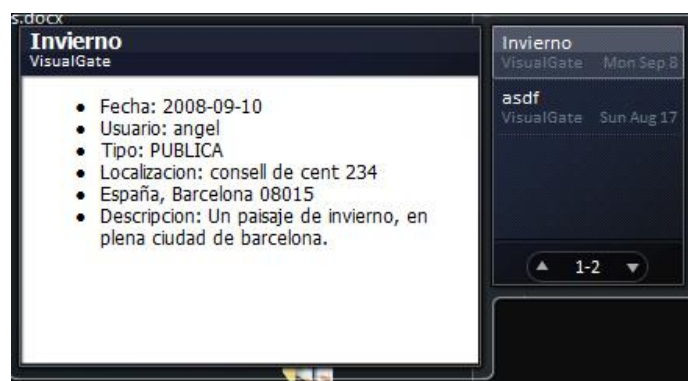 s.docx
Invierno
VisualGate
Fecha: 2008-09-10
Usuario: angel
Tipo: PUBLICA
Localizacion: consell de cent 234
España, Barcelona 08015
Descripcion: Un paisaje de invierno, en
plena ciudad de barcelona.
Invierno
VisualGate Mon Sep 8
asdf
VisualGate Sun Aug 17
1-2